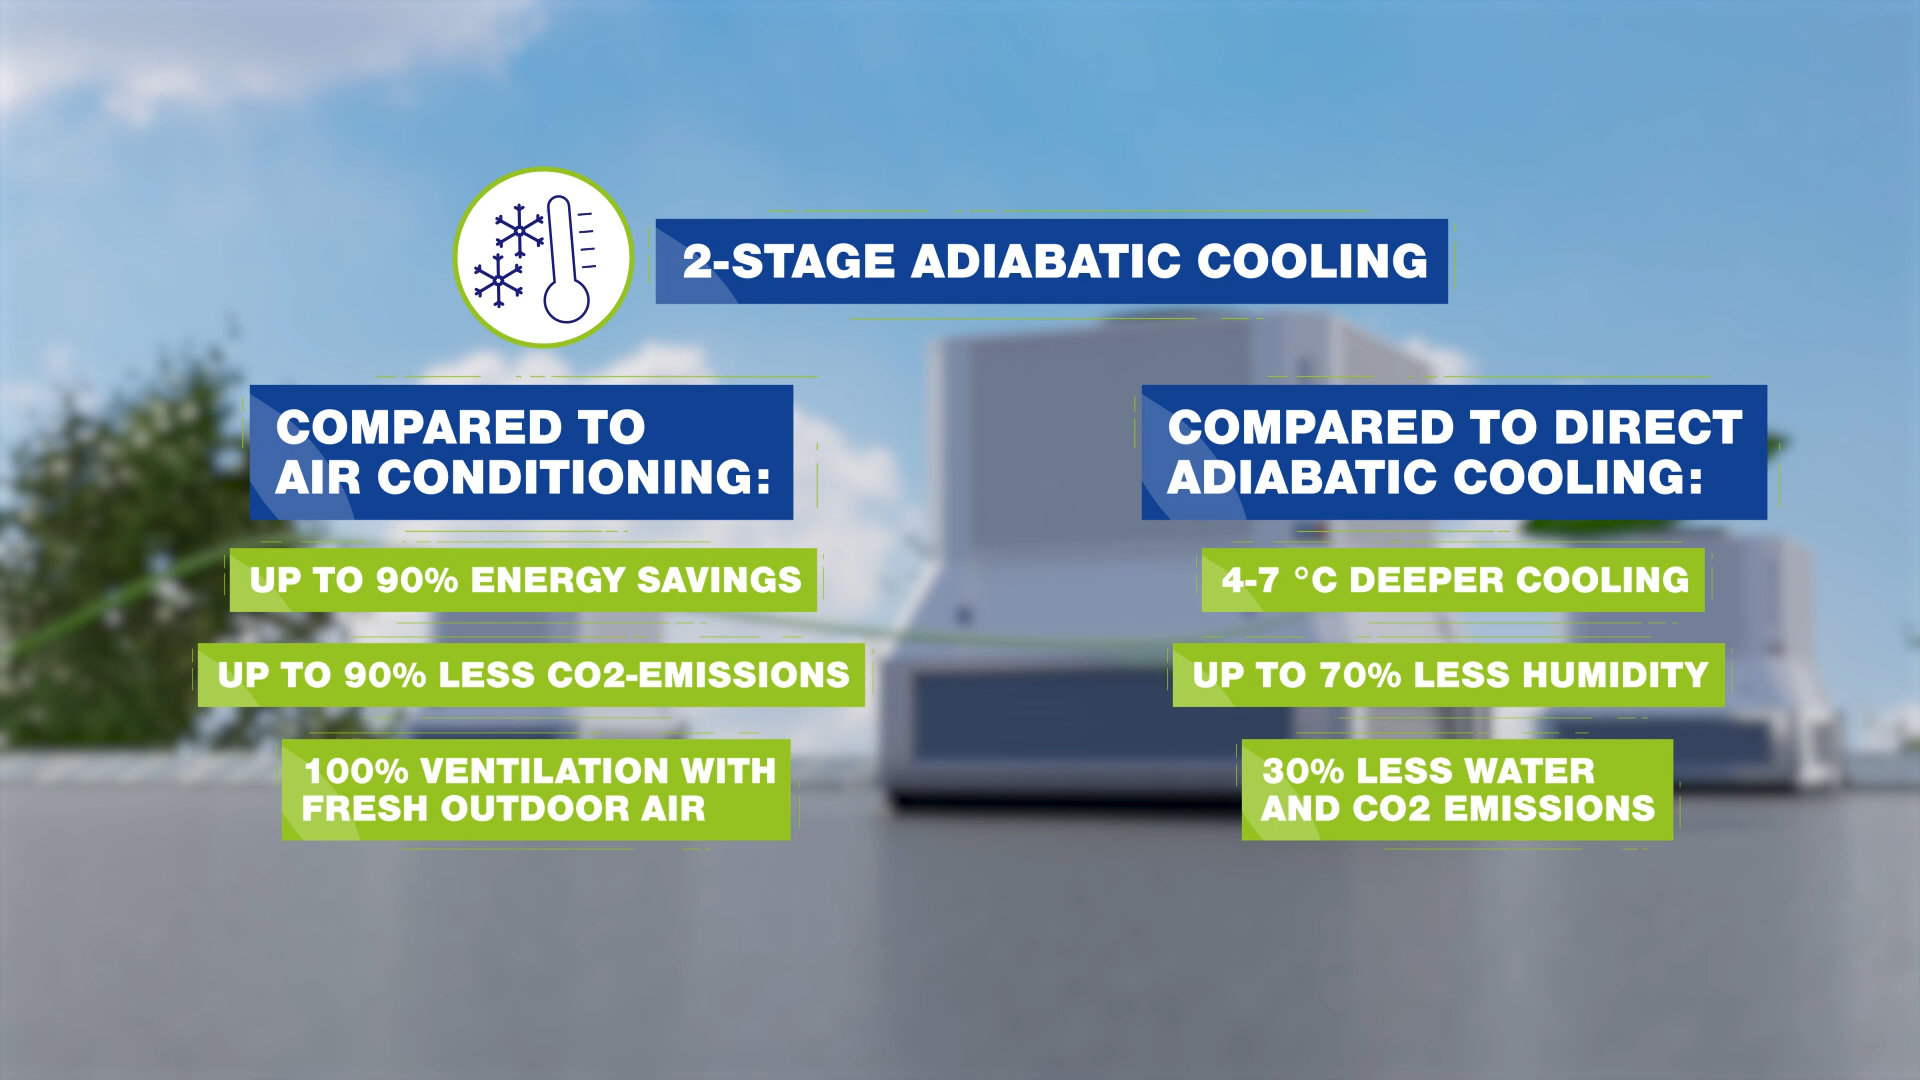 2-STAGE ADIABATIC COOLING
COMPARED TO
AIR CONDITIONING:
UP TO 90% ENERGY SAVINGS
UP TO 90% LESS CO2-EMISSIONS
100% VENTILATION WITH
FRESH OUTDOOR AIR
COMPARED TO DIRECT
ADIABATIC COOLING:
4-7 °C DEEPER COOLING
UP TO 70% LESS HUMIDITY
30% LESS WATER
AND CO2 EMISSIONS